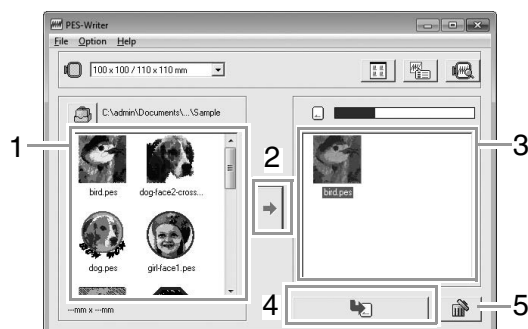 PES-Writer
File Option Help
100 x 100 / 110 x 110 mm
C:\admin\Documents\...\Sample
1
2
3
bird.pes dog-face2-cross...
bird.pes
dog.pes girl-face1.pes
---mm x ---mm
4
5